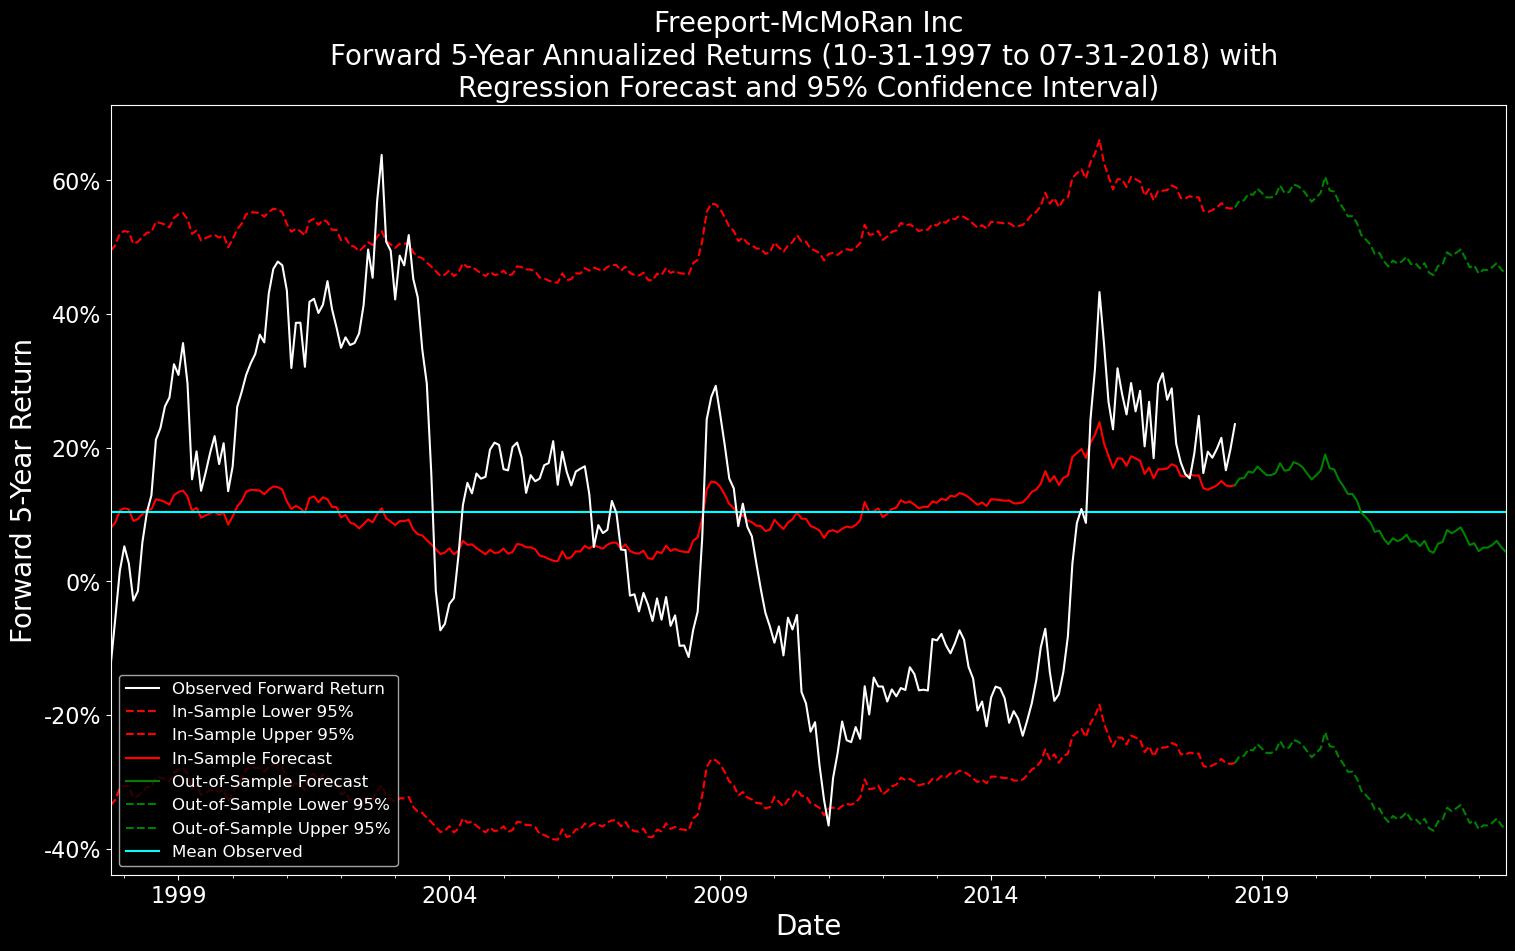 Freeport-McMoRan Inc
Forward 5-Year Annualized Returns (10-31-1997 to 07-31-2018) with
Regression Forecast and 95% Confidence Interval)
Forward 5-Year Return
60%
40%
20%
0%
-20%
-40%
Observed Forward Return
In-Sample Lower 95%
In-Sample Upper 95%
In-Sample Forecast
Out-of-Sample Forecast
Out-of-Sample Lower 95%
Out-of-Sample Upper 95%
Mean Observed
1999 2004 2009 2014 2019
Date